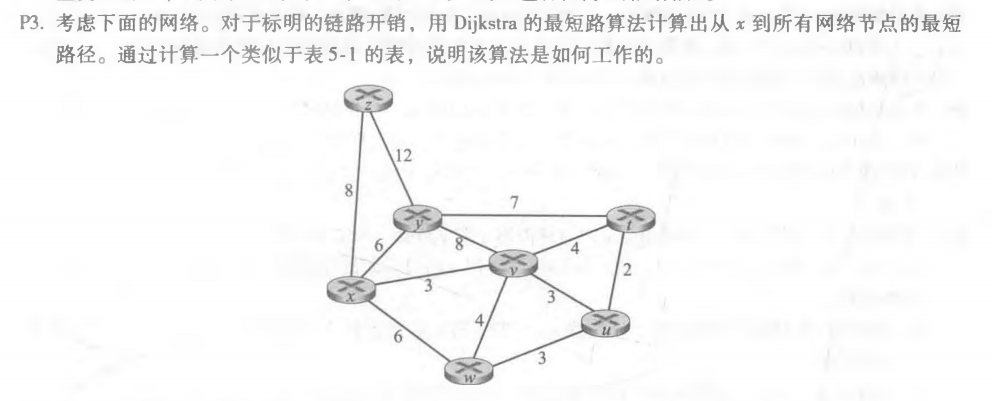 P3. 考虑下面的网络。对于标明的链路开销，用 Dijkstra 的最短路算法计算出从 x 到所有网络节点的最短
路径。通过计算一个类似于表 5-1 的表，说明该算法是如何工作的。
z
12
8
7
y
t
6
8
4
v
2
x
3
3
u
4
6
3
w